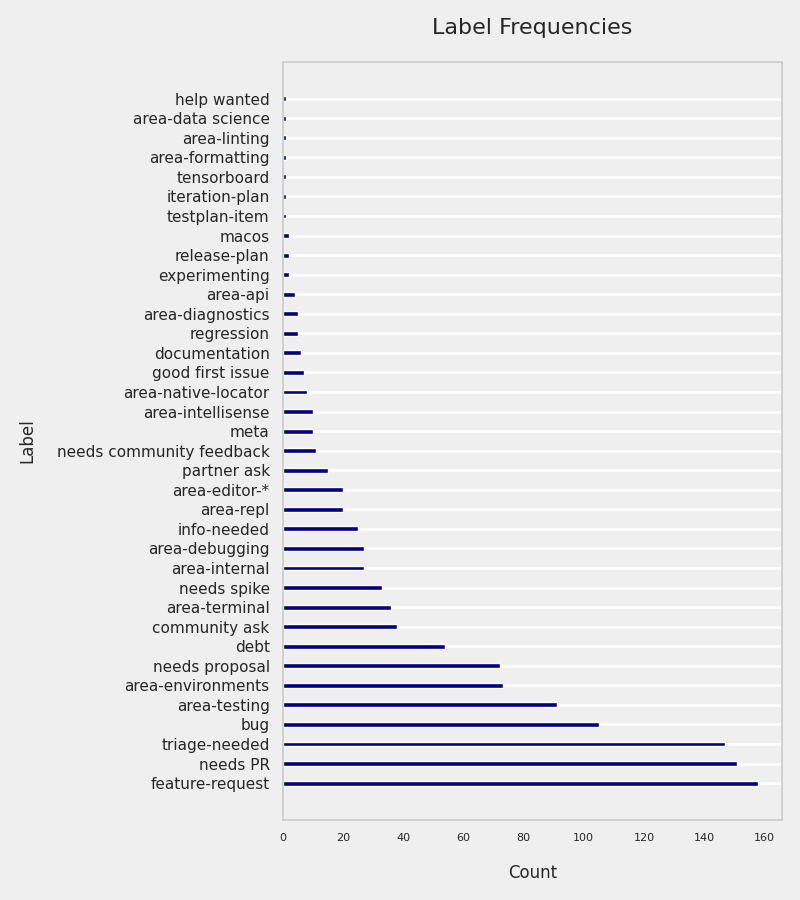 Label Frequencies
help wanted
area-data science
area-linting
area-formatting
tensorboard
iteration-plan
testplan-item
macos
release-plan
experimenting
area-api
area-diagnostics
regression
documentation
good first issue
area-native-locator
area-intellisense
meta
needs community feedback
partner ask
area-editor-*
area-repl
info-needed
area-debugging
area-internal
needs spike
area-terminal
community ask
debt
needs proposal
area-environments
area-testing
bug
triage-needed
needs PR
feature-request
Label
0 20 40 60 80 100 120 140 160
Count